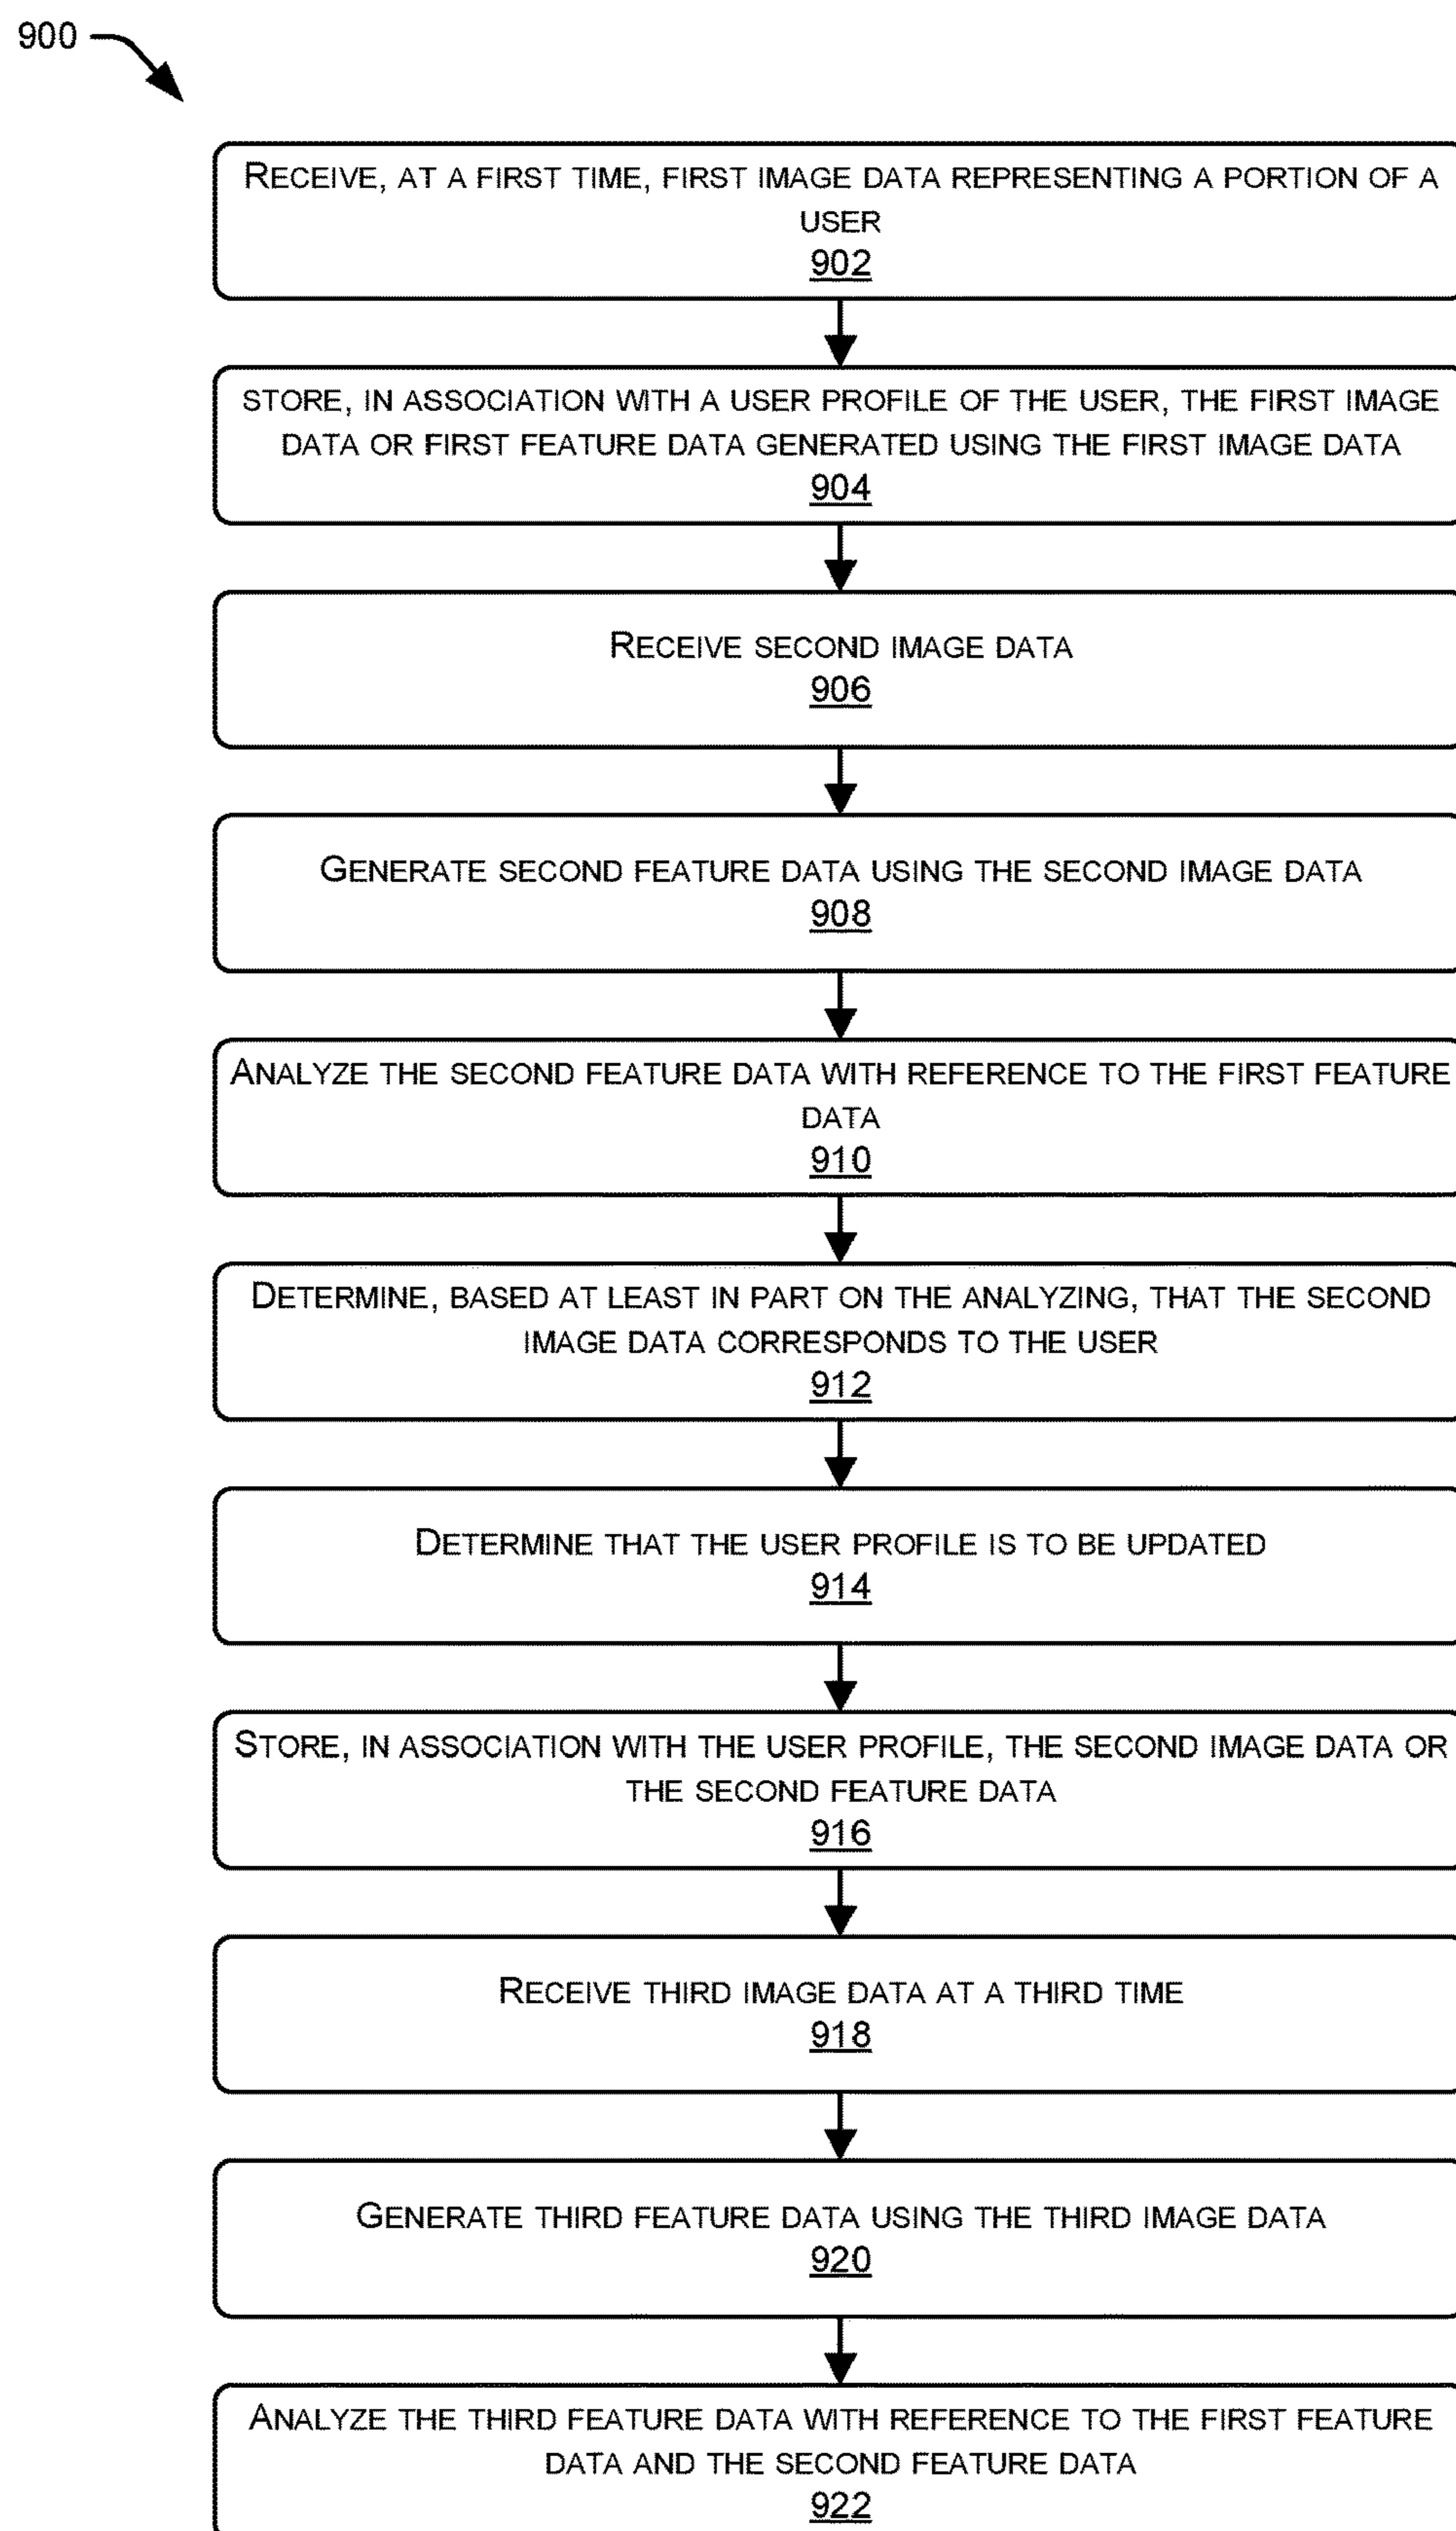 900
RECEIVE, AT A FIRST TIME, FIRST IMAGE DATA REPRESENTING A PORTION OF A
USER
902
STORE, IN ASSOCIATION WITH A USER PROFILE OF THE USER, THE FIRST IMAGE
DATA OR FIRST FEATURE DATA GENERATED USING THE FIRST IMAGE DATA
904
RECEIVE SECOND IMAGE DATA
906
GENERATE SECOND FEATURE DATA USING THE SECOND IMAGE DATA
908
ANALYZE THE SECOND FEATURE DATA WITH REFERENCE TO THE FIRST FEATURE
DATA
910
DETERMINE, BASED AT LEAST IN PART ON THE ANALYZING, THAT THE SECOND
IMAGE DATA CORRESPONDS TO THE USER
912
DETERMINE THAT THE USER PROFILE IS TO BE UPDATED
914
STORE, IN ASSOCIATION WITH THE USER PROFILE, THE SECOND IMAGE DATA OR
THE SECOND FEATURE DATA
916
RECEIVE THIRD IMAGE DATA AT A THIRD TIME
918
GENERATE THIRD FEATURE DATA USING THE THIRD IMAGE DATA
920
ANALYZE THE THIRD FEATURE DATA WITH REFERENCE TO THE FIRST FEATURE
DATA AND THE SECOND FEATURE DATA
922